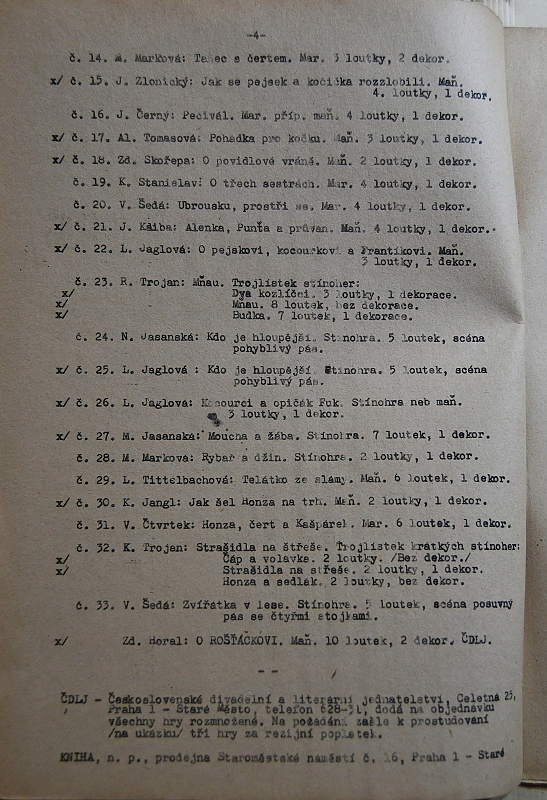 -4-
č. 14. M. Marková: Tanec s čertem. Mar. 3 loutky, 2 dekor.
x/ č. 15. J. Zlonický: Jak se pejsek a kočička rozzlobili. Maň.
4. loutky, 1 dekor.
č. 16. J. Černý: Pecivál. Mar. příp. maň. 4 loutky, 1 dekor.
x/ č. 17. Al. Tomasová: Pohádka pro kočku. Maň. 3 loutky, 1 dekor.
x/ č. 18. Zd. Skořepa: O povidlové vráně. Maň. 2 loutky, 1 dekor.
č. 19. K. Stanislav: O třech sestrách. Mar. 4 loutky, 1 dekor.
č. 20. V. Šedá: Ubrousku, prostři se. Mar. 4 loutky, 1 dekor.
x/ č. 21. J. Kába: Alenka, Punťa a průvan. Maň. 4 loutky, 1 dekor.
x/ č. 22. L. Jaglová: O pejskovi, kocourkovi a Frantíkovi. Maň.
3 loutky, 1 dekor.
č. 23. R. Trojan: Mňau. Trojlístek stínoher:
x/ Dva kozlíčci. 3 loutky, 1 dekorace.
x/ Mňau. 8 loutek, bez dekorace.
x/ Budka. 7 loutek, 1 dekorace.
č. 24. N. Jasanská: Kdo je hloupější. Stínohra. 5 loutek, scéna
pohyblivý pás.
x/ č. 25. L. Jaglová : Kdo je hloupější. Stínohra. 5 loutek, scéna
pohyblivý pás.
x/ č. 26. L. Jaglová: Kocourci a opičák Fuk. Stínohra neb maň.
3 loutky, 1 dekor.
x/ č. 27. M. Jasanská: Moucha a žába. Stínohra. 7 loutek, 1 dekor.
č. 28. M. Marková: Rybář a džin. Stínohra. 2 loutky, 1 dekor.
č. 29. L. Tittelbachová: Telátko ze slámy. Maň. 6 loutek, 1 dekor.
x/ č. 30. K. Jangl: Jak šel Honza na trh. Maň. 2 loutky, 1 dekor.
č. 31. V. Čtvrtek: Honza, čert a Kašpárek. Mar. 6 loutek, 1 dekor.
č. 32. K. Trojan: Strašidla na střeše. Trojlístek krátkých stínoher:
x/ Čáp a volavka. 2 loutky. /Bez dekor./
x/ Strašidla na střeše. 2 loutky, 1 dekor.
Honza a sedlák. 2 loutky, bez dekor.
č. 33. V. Šedá: Zvířátka v lese. Stínohra. 5 loutek, scéna posuvný
pás se čtyřmi stojkami.
x/ Zd. Horal: O ROŠŤÁČKOVI. Maň. 10 loutek, 2 dekor. ČDLJ.
- -
ČDLJ - Československé divadelní a literární jednatelství, Celetná 25,
Praha 1 - Staré Město, telefon 628-51, dodá na objednávku
všechny hry rozmnožené. Na požádání zašle k prostudování
/na ukázku/ tři hry za režijní poplatek.
KNIHA, n. p., prodejna Staroměstské náměstí č. 16, Praha 1 - Staré